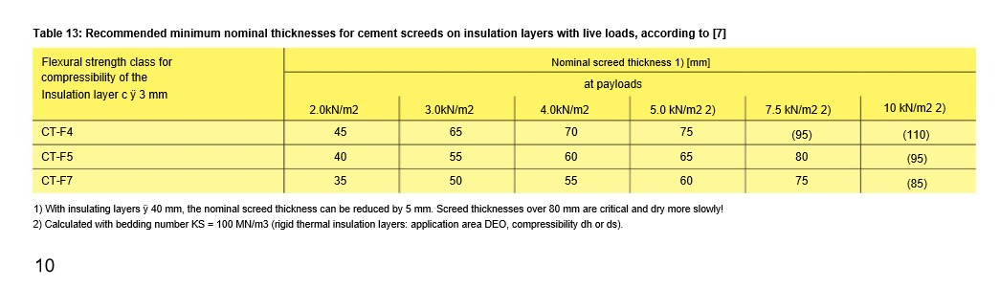 Table 13: Recommended minimum nominal thicknesses for cement screeds on insulation layers with live loads, according to [7]
Flexural strength class for
compressibility of the
Insulation layer c ÿ 3 mm
Nominal screed thickness 1) [mm]
at payloads
2.0kN/m2 3.0kN/m2 4.0kN/m2 5.0 kN/m2 2) 7.5 kN/m2 2) 10 kN/m2 2)
CT-F4 45 65 70 75 (95) (110)
CT-F5 40 55 60 65 80 (95)
CT-F7 35 50 55 60 75 (85)
1) With insulating layers ÿ 40 mm, the nominal screed thickness can be reduced by 5 mm. Screed thicknesses over 80 mm are critical and dry more slowly!
2) Calculated with bedding number KS = 100 MN/m3 (rigid thermal insulation layers: application area DEO, compressibility dh or ds).
10